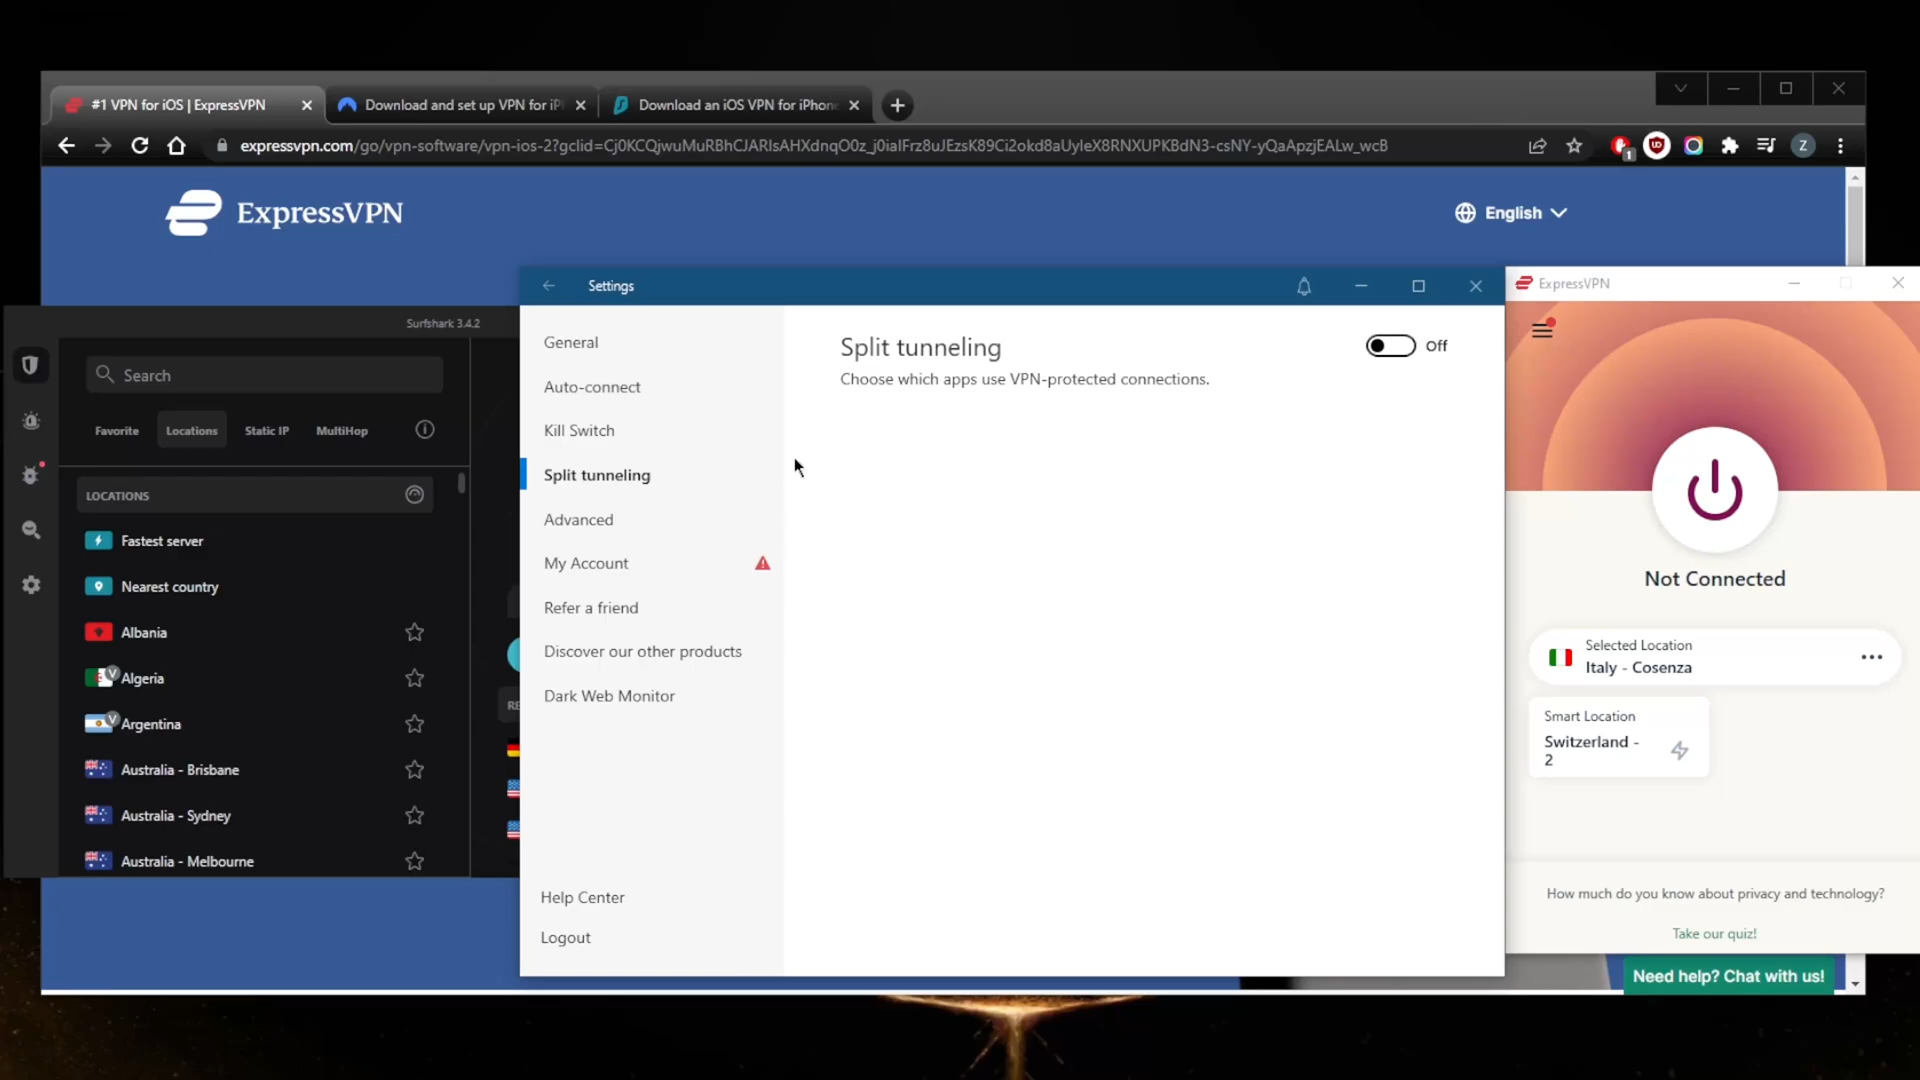 #1 VPN for iOS | ExpressVPN
Download and set up VPN for iP
Download an iOS VPN for iPhon
expressvpn.com/go/vpn-software/vpn-ios-2?gclid=Cj0KCQjwuMuRBhCJARIsAHXdnqO0z_j0iaIFrz8uJEzsK89Ci2okd8aUyIeX8RNXUPKBdN3-csNY-yQaApzjEALw_wcB
1
Z
ExpressVPN
English
Surfshark 3.4.2
Search
Favorite
Locations
Static IP
MultiHop
LOCATIONS
Fastest server
Nearest country
Albania
Algeria
Argentina
Australia - Brisbane
Australia - Sydney
Australia - Melbourne
RE
Settings
General
Auto-connect
Kill Switch
Split tunneling
Advanced
My Account
Refer a friend
Discover our other products
Dark Web Monitor
Help Center
Logout
Split tunneling
Off
Choose which apps use VPN-protected connections.
ExpressVPN
Not Connected
Selected Location
Italy - Cosenza
Smart Location
Switzerland -
2
How much do you know about privacy and technology?
Take our quiz!
Need help? Chat with us!